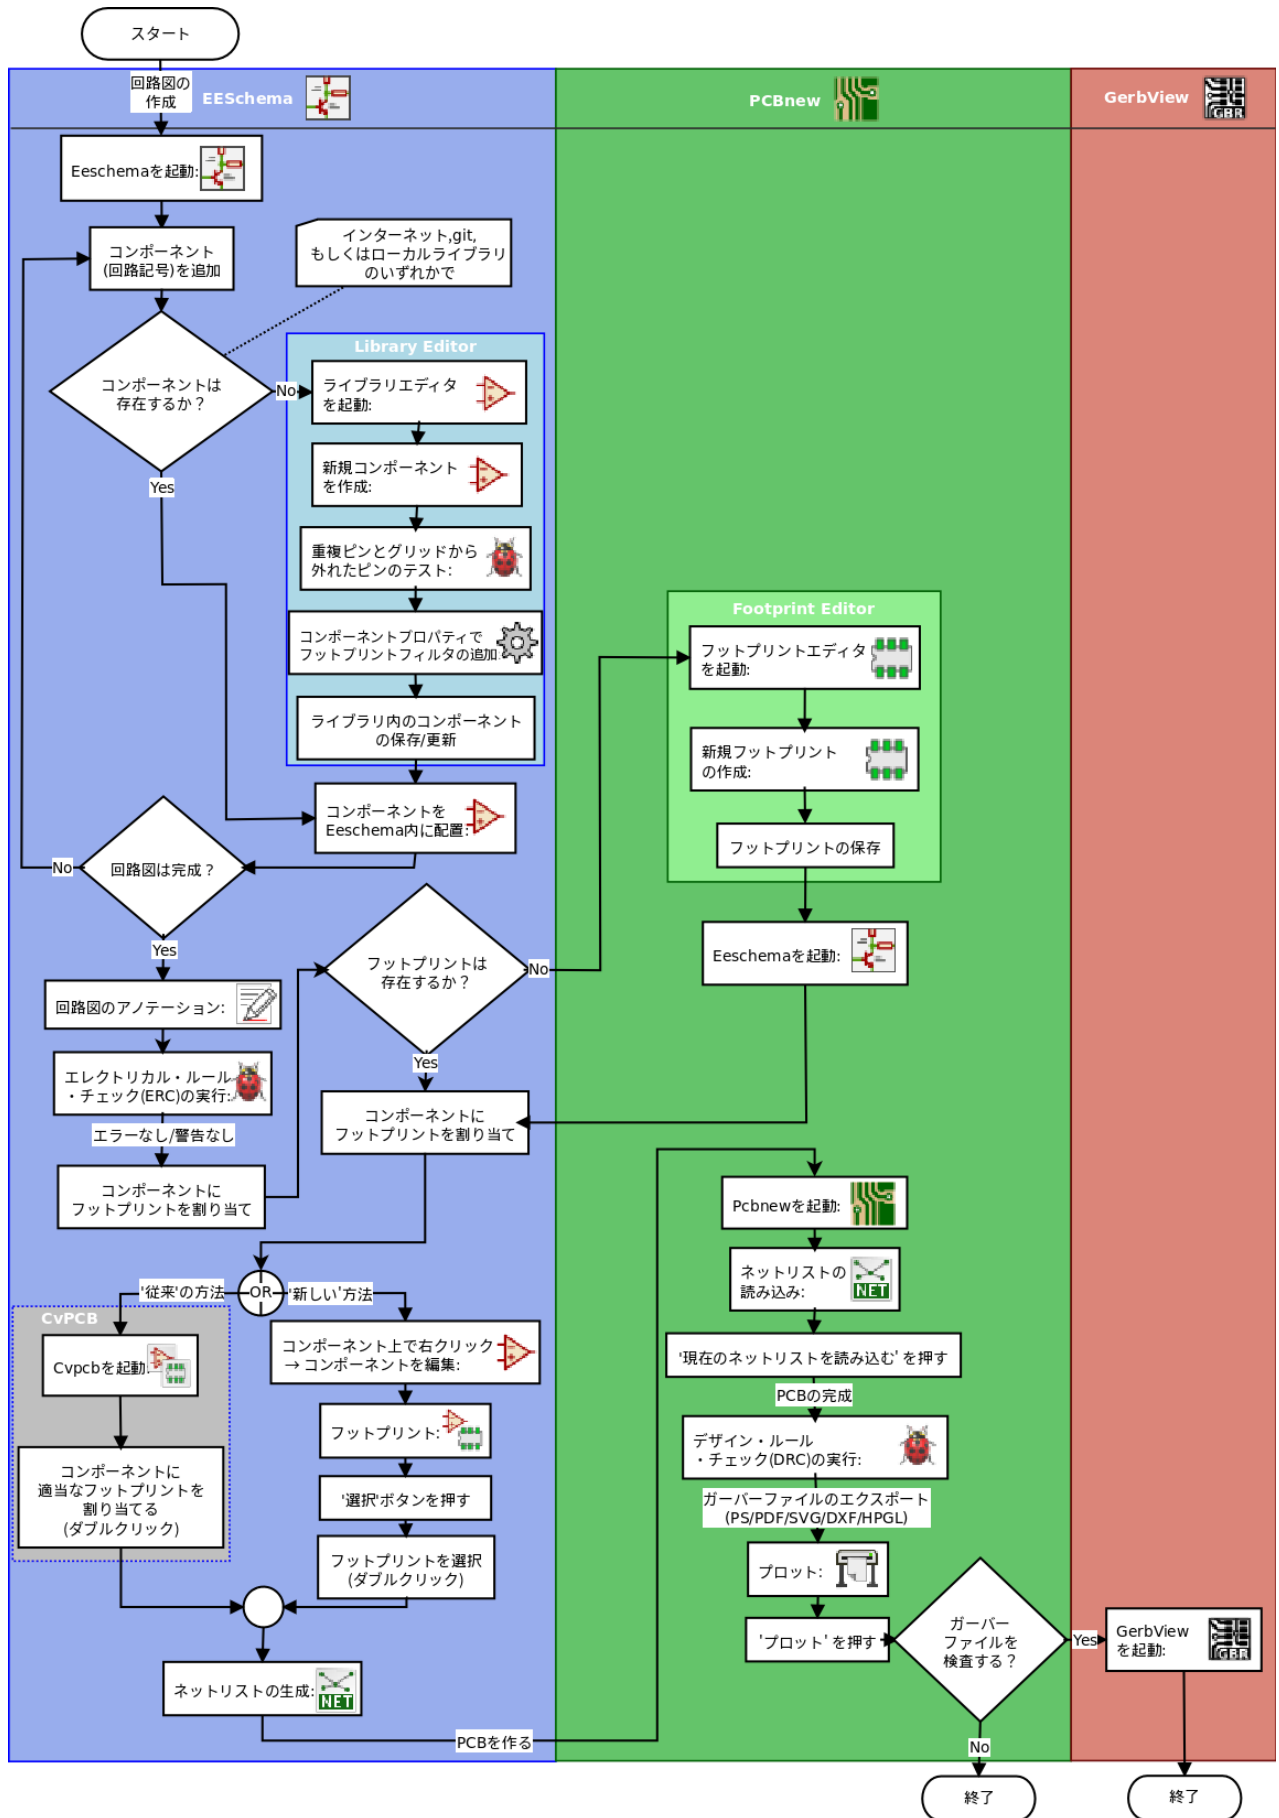 スタート
回路図の
作成
EESchema
PCBnew
GerbView
GBR
Eeschemaを起動:
コンポーネント
(回路記号)を追加
インターネット,git,
もしくはローカルライブラリ
のいずれかで
コンポーネントは
存在するか？
No
Yes
Library Editor
ライブラリエディタ
を起動:
新規コンポーネント
を作成:
重複ピンとグリッドから
外れたピンのテスト:
コンポーネントプロパティで
フットプリントフィルタの追加
ライブラリ内のコンポーネント
の保存/更新
コンポーネントを
Eeschema内に配置:
回路図は完成？
No
Yes
回路図のアノテーション:
エレクトリカル・ルール
・チェック(ERC)の実行:
エラーなし/警告なし
コンポーネントに
フットプリントを割り当て
フットプリントは
存在するか？
No
Yes
Footprint Editor
フットプリントエディタ
を起動:
新規フットプリント
の作成:
フットプリントの保存
Eeschemaを起動:
コンポーネントに
フットプリントを割り当て
OR
'従来'の方法
'新しい'方法
CvPCB
Cvpcbを起動:
コンポーネントに
適当なフットプリントを
割り当てる
(ダブルクリック)
コンポーネント上で右クリック
→コンポーネントを編集:
フットプリント:
'選択'ボタンを押す
フットプリントを選択
(ダブルクリック)
ネットリストの生成:
NET
PCBを作る
Pcbnewを起動:
ネットリストの
読み込み:
NET
'現在のネットリストを読み込む' を押す
PCBの完成
デザイン・ルール
・チェック(DRC)の実行:
ガーバーファイルのエクスポート
(PS/PDF/SVG/DXF/HPGL)
プロット:
'プロット' を押す
ガーバー
ファイルを
検査する？
Yes
No
GerbView
を起動:
GBR
終了
終了